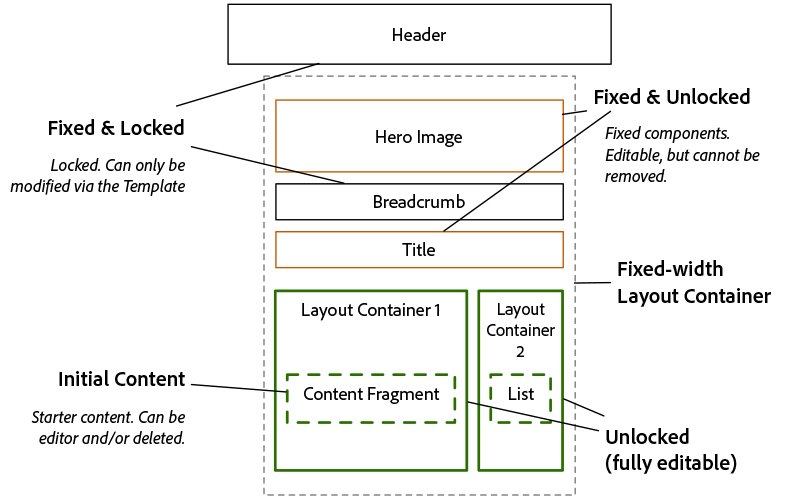 Header
Fixed & Locked
Locked. Can only be
modified via the Template
Hero Image
Fixed & Unlocked
Fixed components.
Editable, but cannot be
removed.
Breadcrumb
Title
Fixed-width
Layout Container
Layout Container 1
Layout
Container
2
Content Fragment
List
Initial Content
Starter content. Can be
editor and/or deleted.
Unlocked
(fully editable)